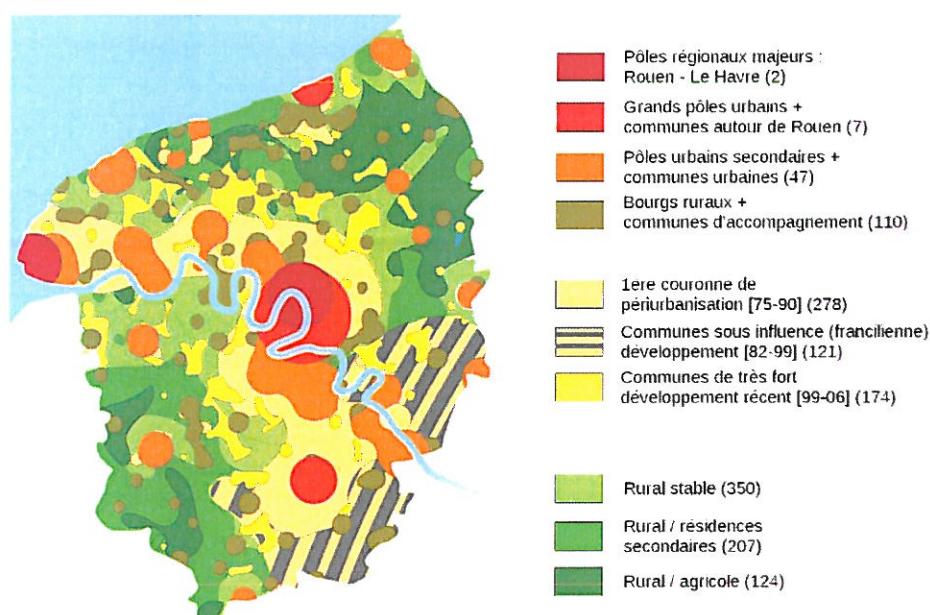 Pôles régionaux majeurs :
Rouen - Le Havre (2)
Grands pôles urbains +
communes autour de Rouen (7)
Pôles urbains secondaires +
communes urbaines (47)
Bourgs ruraux +
communes d'accompagnement (110)
1ere couronne de
périurbanisation [75-90] (278)
Communes sous influence (francilienne)
développement [82-99] (121)
Communes de très fort
développement récent [99-06] (174)
Rural stable (350)
Rural / résidences
secondaires (207)
Rural / agricole (124)